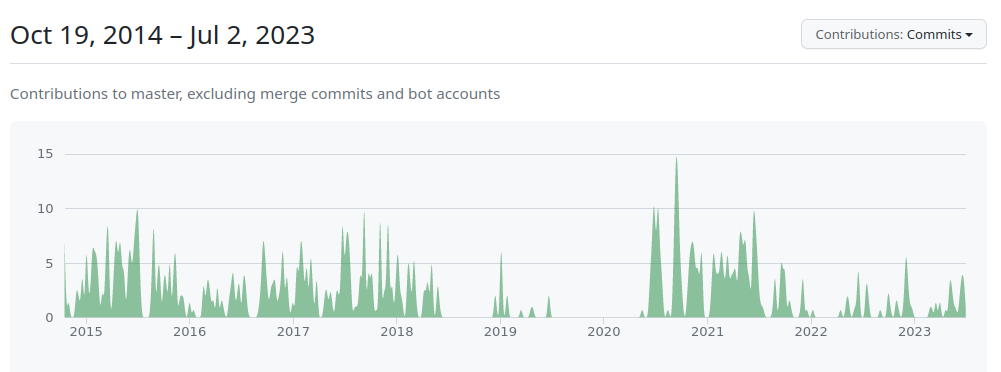 Oct 19, 2014 – Jul 2, 2023
Contributions: Commits
Contributions to master, excluding merge commits and bot accounts
15
10
5
0
2015 2016 2017 2018 2019 2020 2021 2022 2023